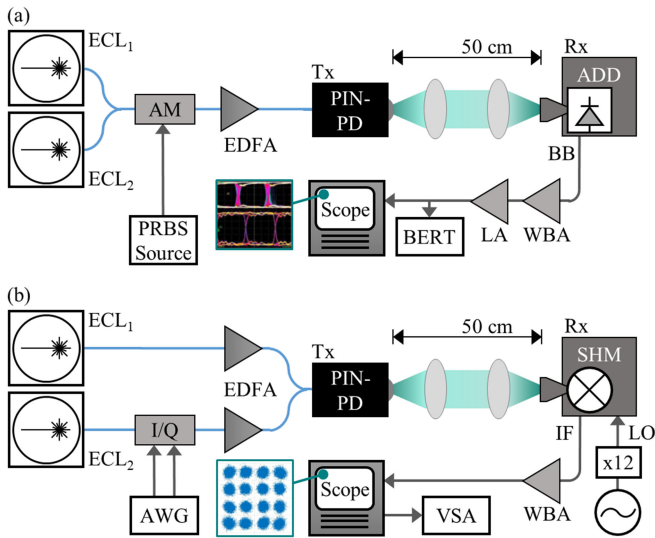 (a)
ECL1
50 cm
Rx
Tx
ADD
AM
PIN-
PD
EDFA
ECL2
BB
PRBS
Source
Scope
BERT
LA
WBA
(b)
ECL1
50 cm
Rx
Tx
SHM
EDFA
PIN-
PD
I/Q
ECL2
IF
LO
x12
AWG
Scope
VSA
WBA